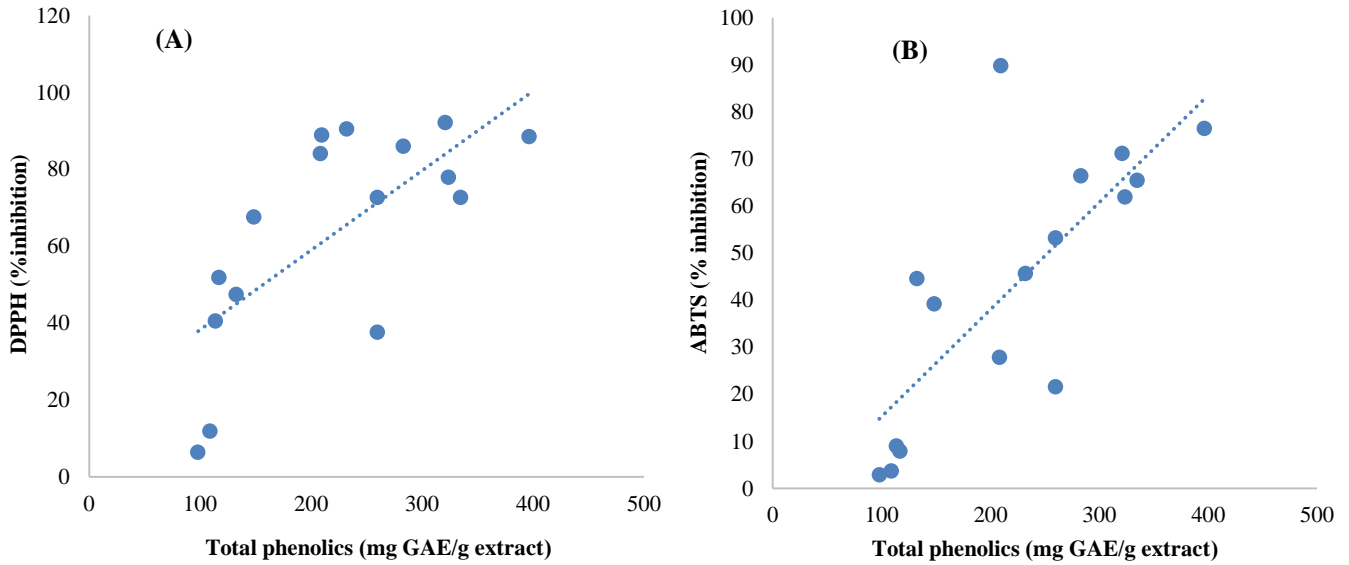 (A)
120
100
80
60
40
20
0
0 100 200 300 400 500
DPPH (%inhibition)
Total phenolics (mg GAE/g extract)
(B)
100
90
80
70
60
50
40
30
20
10
0
0 100 200 300 400 500
ABTS (% inhibition)
Total phenolics (mg GAE/g extract)